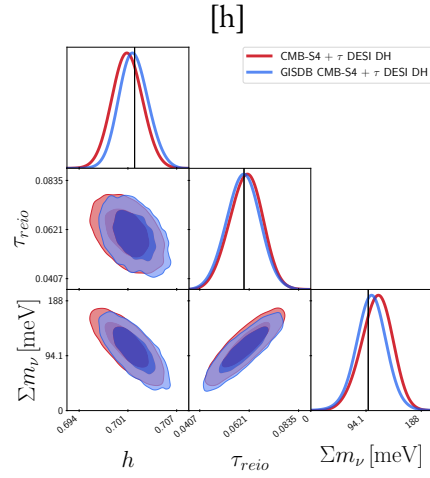 [h]
CMB-S4 + τ DESI DH
GISDB CMB-S4 + τ DESI DH
τreio
0.0835
0.0621
0.0407
Σmν [meV]
188
94.1
0
0.694
0.701
0.707
0.0407
0.0621
0.0835
0
94.1
188
h
τreio
Σmν [meV]